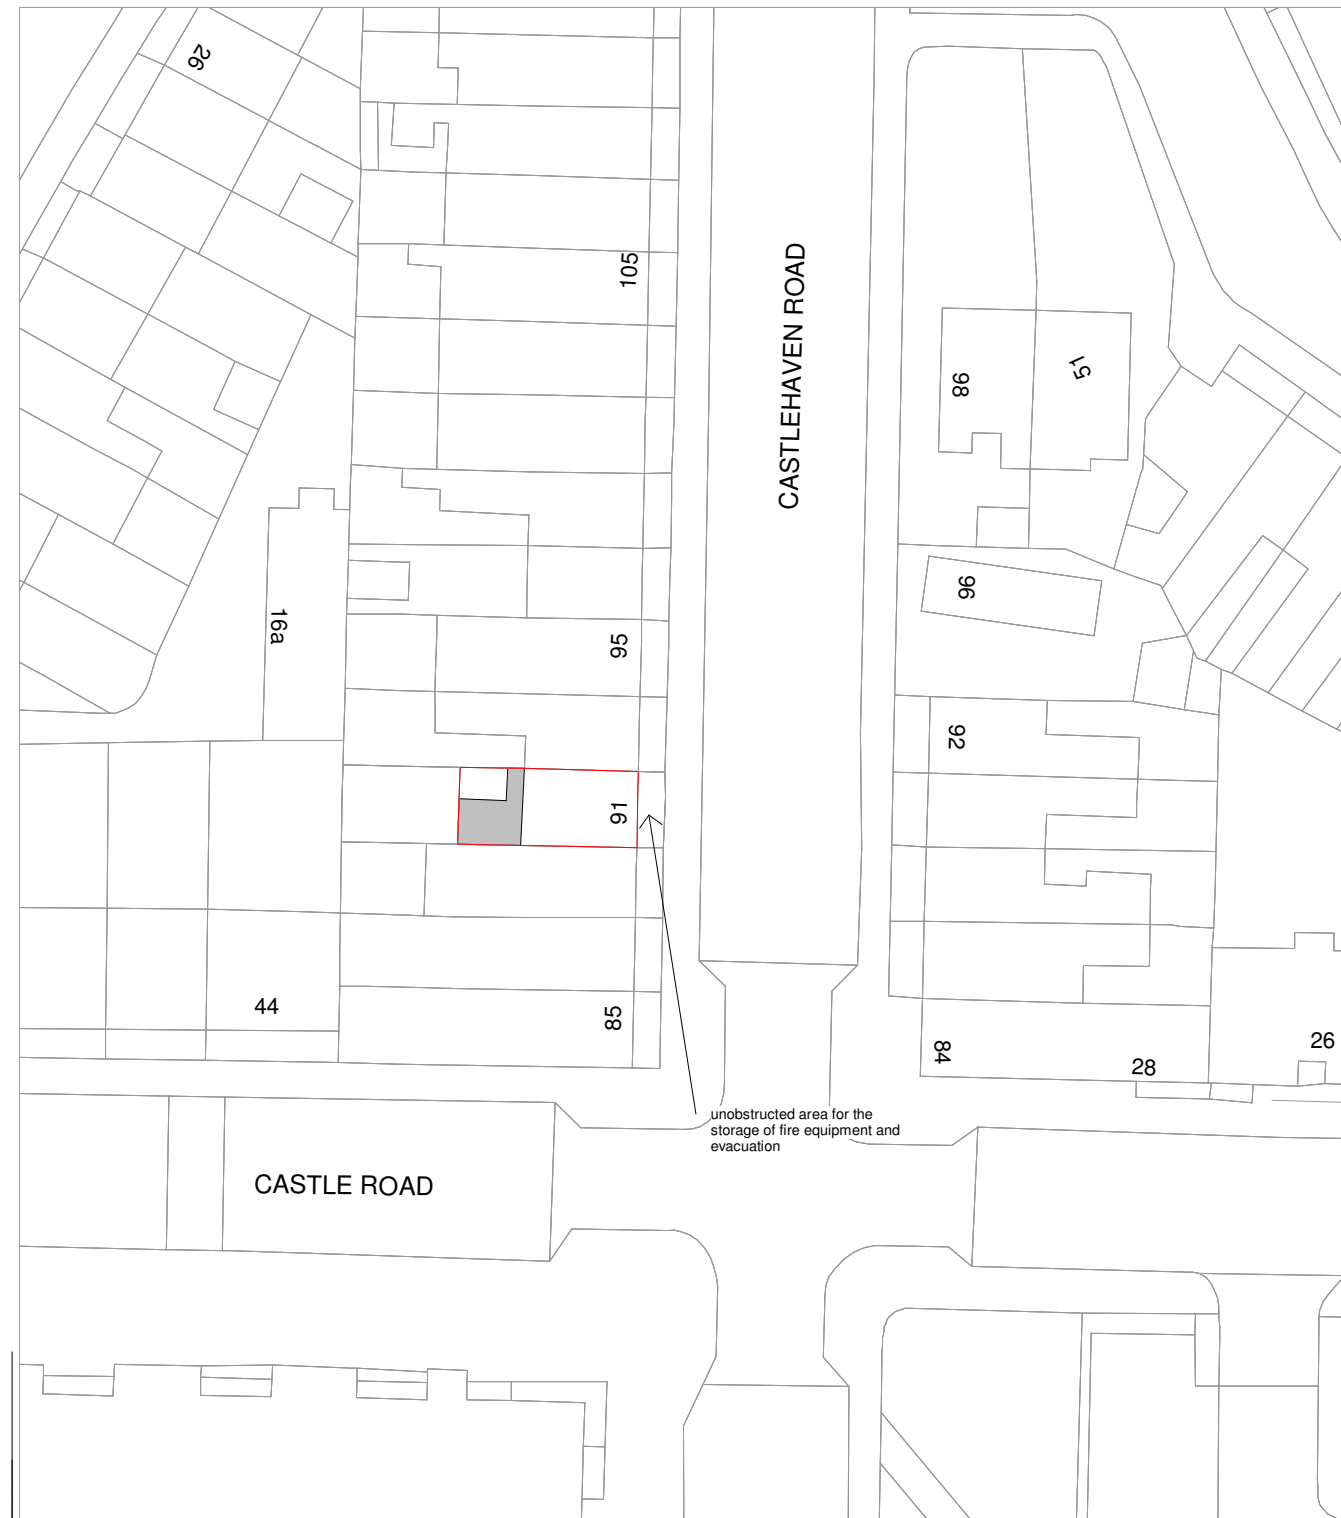 26
105
CASTLEHAVEN ROAD
98
51
96
16a
95
92
91
44
85
84
28
26
unobstructed area for the
storage of fire equipment and
evacuation
CASTLE ROAD